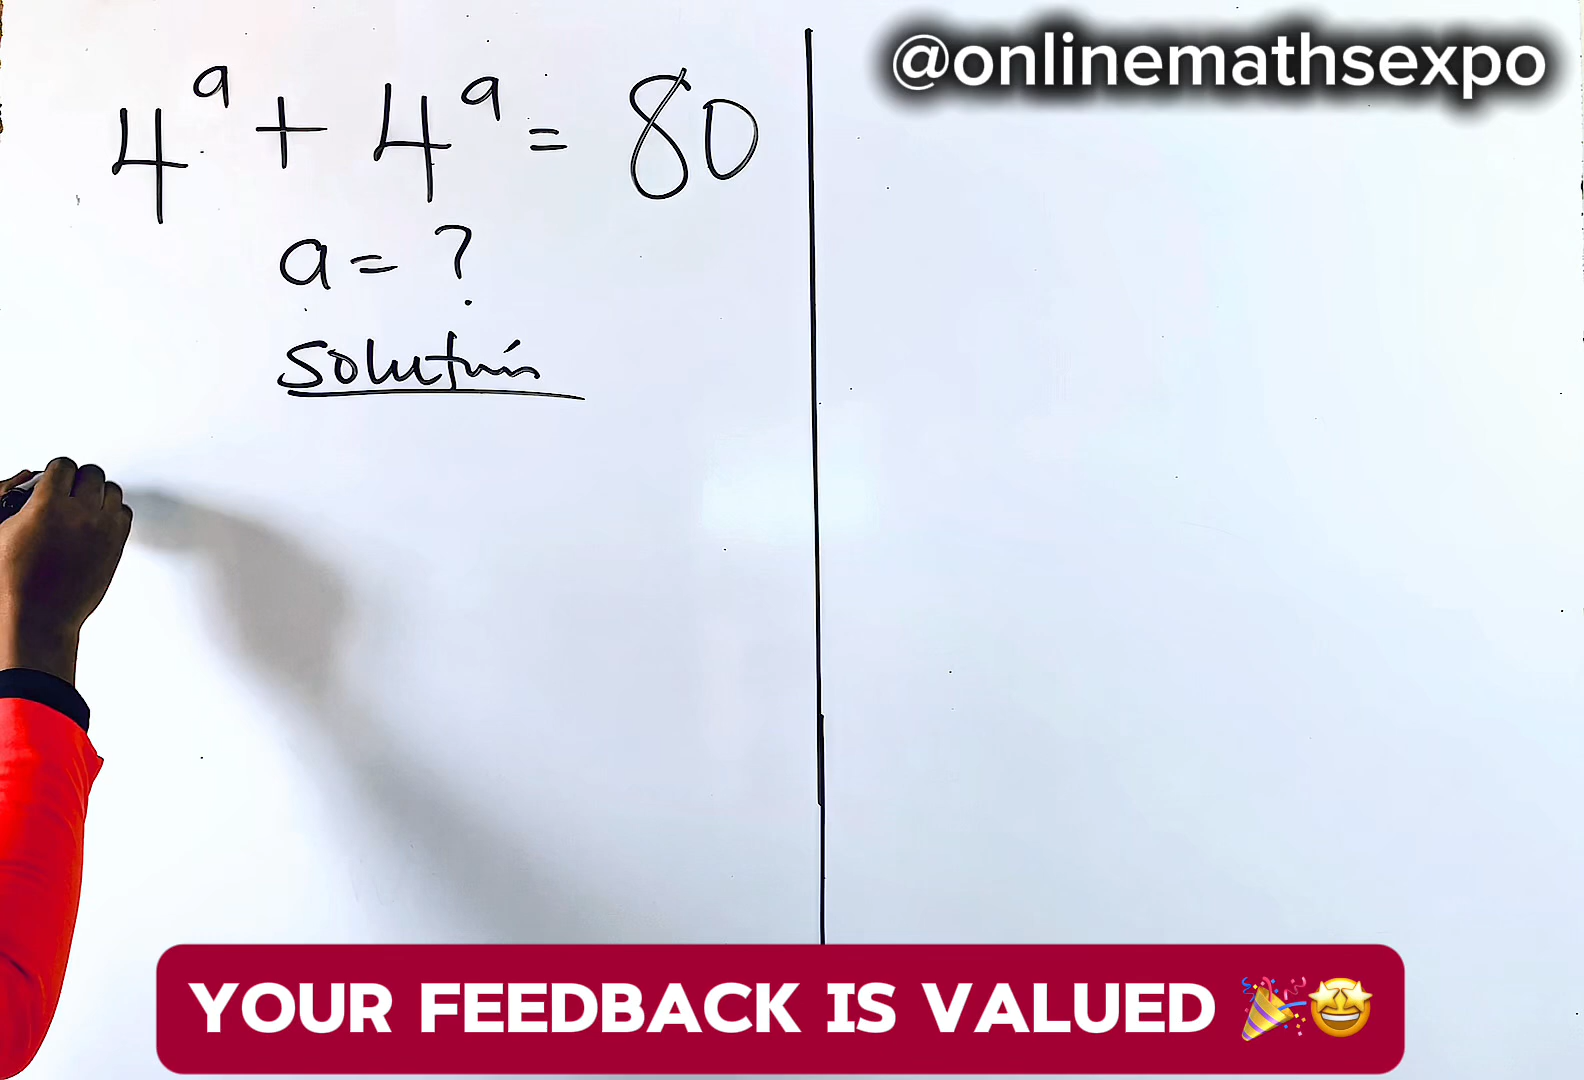 @onlinemathsexpo
4^a + 4^a = 80
a = ?
Solution
YOUR FEEDBACK IS VALUED 🎉🤩